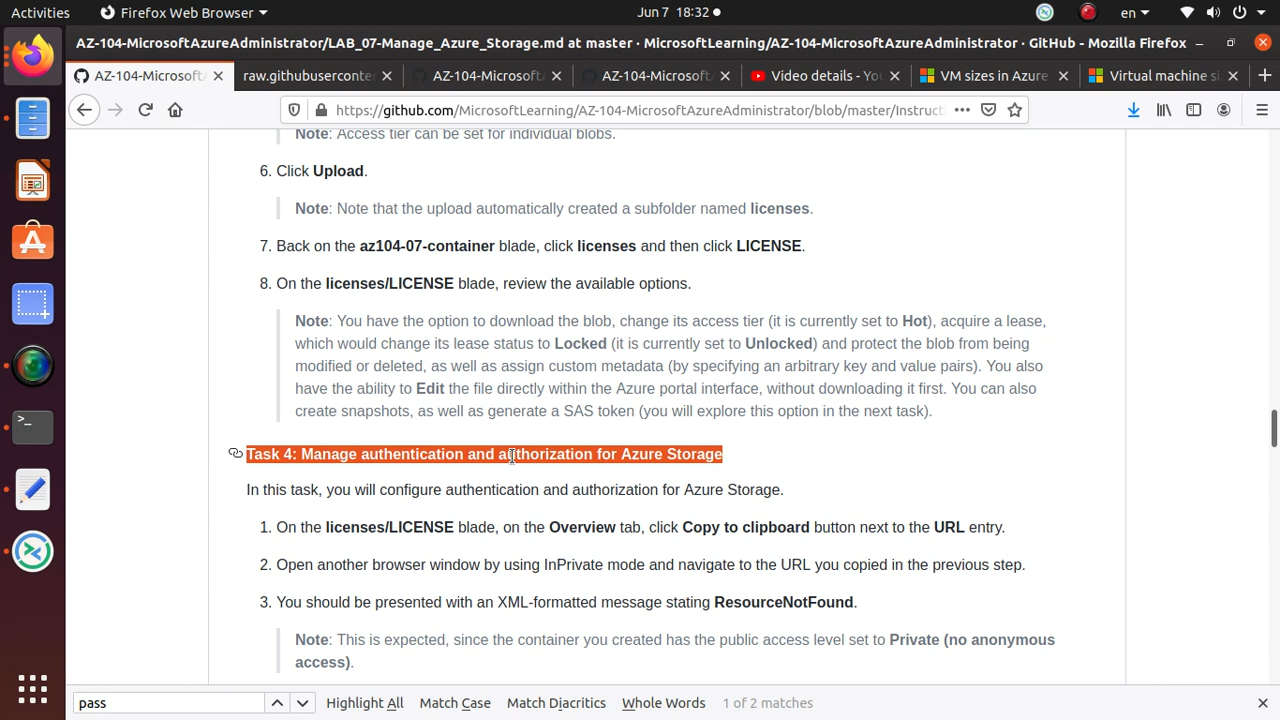 Activities
Firefox Web Browser
Jun 7 18:32
en
AZ-104-MicrosoftAzureAdministrator/LAB_07-Manage_Azure_Storage.md at master · MicrosoftLearning/AZ-104-MicrosoftAzureAdministrator · GitHub - Mozilla Firefox
AZ-104-Microsoft
raw.githubuserconte
AZ-104-Microsoft
AZ-104-Microsoft
Video details - Yo
VM sizes in Azure
Virtual machine si
https://github.com/MicrosoftLearning/AZ-104-MicrosoftAzureAdministrator/blob/master/Instruct
Note: Access tier can be set for individual blobs.
6. Click Upload.
Note: Note that the upload automatically created a subfolder named licenses.
7. Back on the az104-07-container blade, click licenses and then click LICENSE.
8. On the licenses/LICENSE blade, review the available options.
Note: You have the option to download the blob, change its access tier (it is currently set to Hot), acquire a lease,
which would change its lease status to Locked (it is currently set to Unlocked) and protect the blob from being
modified or deleted, as well as assign custom metadata (by specifying an arbitrary key and value pairs). You also
have the ability to Edit the file directly within the Azure portal interface, without downloading it first. You can also
create snapshots, as well as generate a SAS token (you will explore this option in the next task).
Task 4: Manage authentication and authorization for Azure Storage
In this task, you will configure authentication and authorization for Azure Storage.
1. On the licenses/LICENSE blade, on the Overview tab, click Copy to clipboard button next to the URL entry.
2. Open another browser window by using InPrivate mode and navigate to the URL you copied in the previous step.
3. You should be presented with an XML-formatted message stating ResourceNotFound.
Note: This is expected, since the container you created has the public access level set to Private (no anonymous
access).
pass
Highlight All
Match Case
Match Diacritics
Whole Words
1 of 2 matches